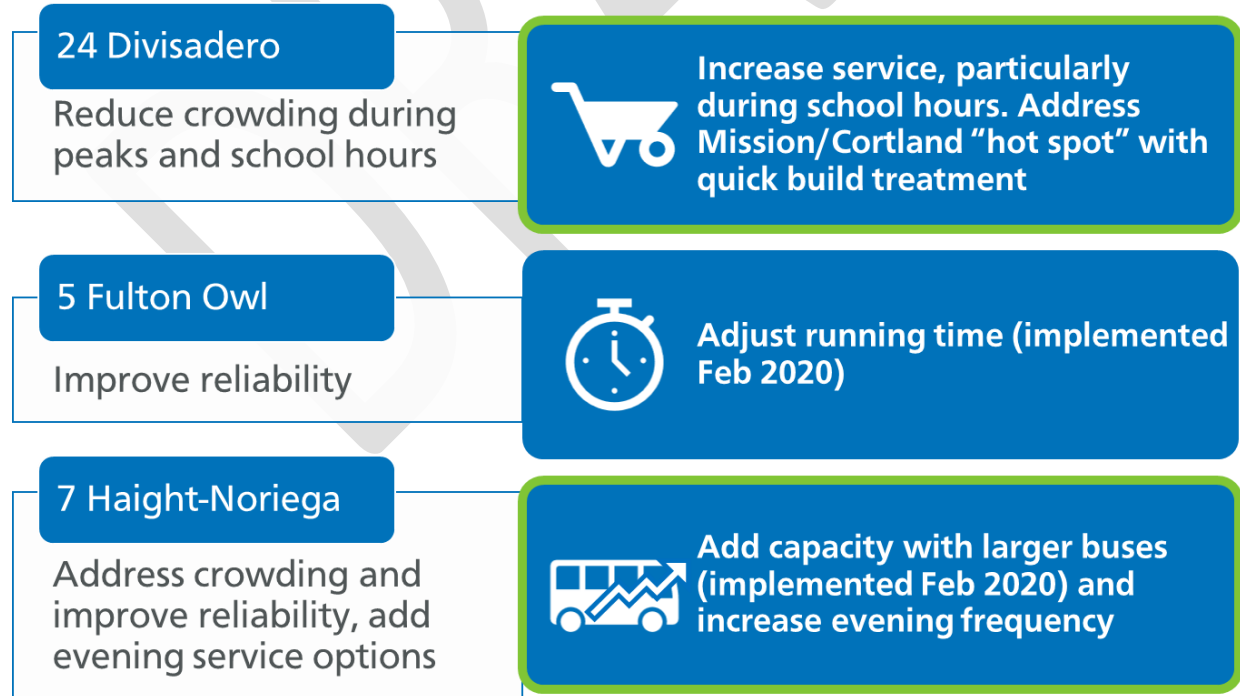 24 Divisadero
Reduce crowding during
peaks and school hours
Increase service, particularly
during school hours. Address
Mission/Cortland “hot spot” with
quick build treatment
5 Fulton Owl
Improve reliability
Adjust running time (implemented
Feb 2020)
7 Haight-Noriega
Address crowding and
improve reliability, add
evening service options
Add capacity with larger buses
(implemented Feb 2020) and
increase evening frequency